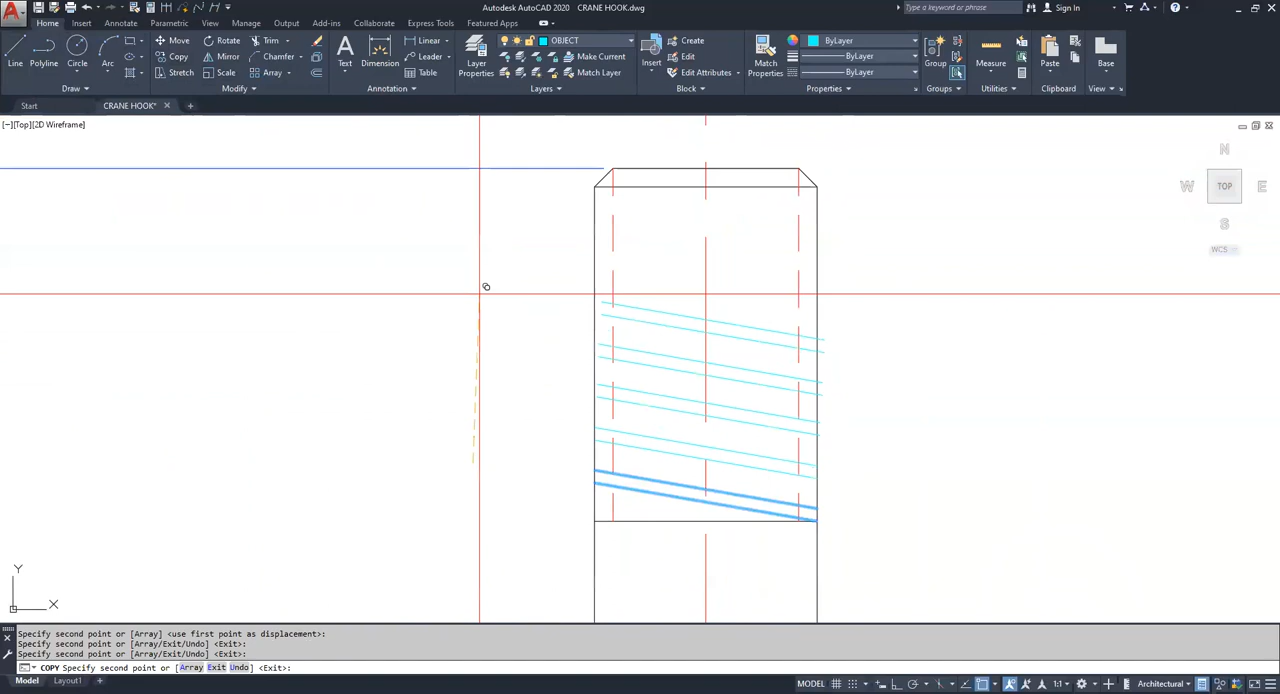 Autodesk AutoCAD 2020 CRANE HOOK.dwg
Type a keyword or phrase
Sign In
Home Insert Annotate Parametric View Manage Output Add-ins Collaborate Express Tools Featured Apps
Line Polyline Circle Arc
Move Rotate Trim
Copy Mirror Chamfer
Stretch Scale Array
Text Dimension
Linear
Leader
Table
Layer
Properties
OBJECT
Make Current
Match Layer
Insert
Create
Edit
Edit Attributes
Match
Properties
ByLayer
ByLayer
ByLayer
Group
Measure
Paste
Base
Draw Modify Annotation Layers Block Properties Groups Utilities Clipboard View
Start CRANE HOOK*
[−][Top][2D Wireframe]
N
W TOP E
S
WCS
Y
X
Specify second point or [Array] <use first point as displacement>:
Specify second point or [Array/Exit/Undo] <Exit>:
Specify second point or [Array/Exit/Undo] <Exit>:
COPY Specify second point or [Array Exit Undo] <Exit>:
Model Layout1
MODEL 1:1 Architectural